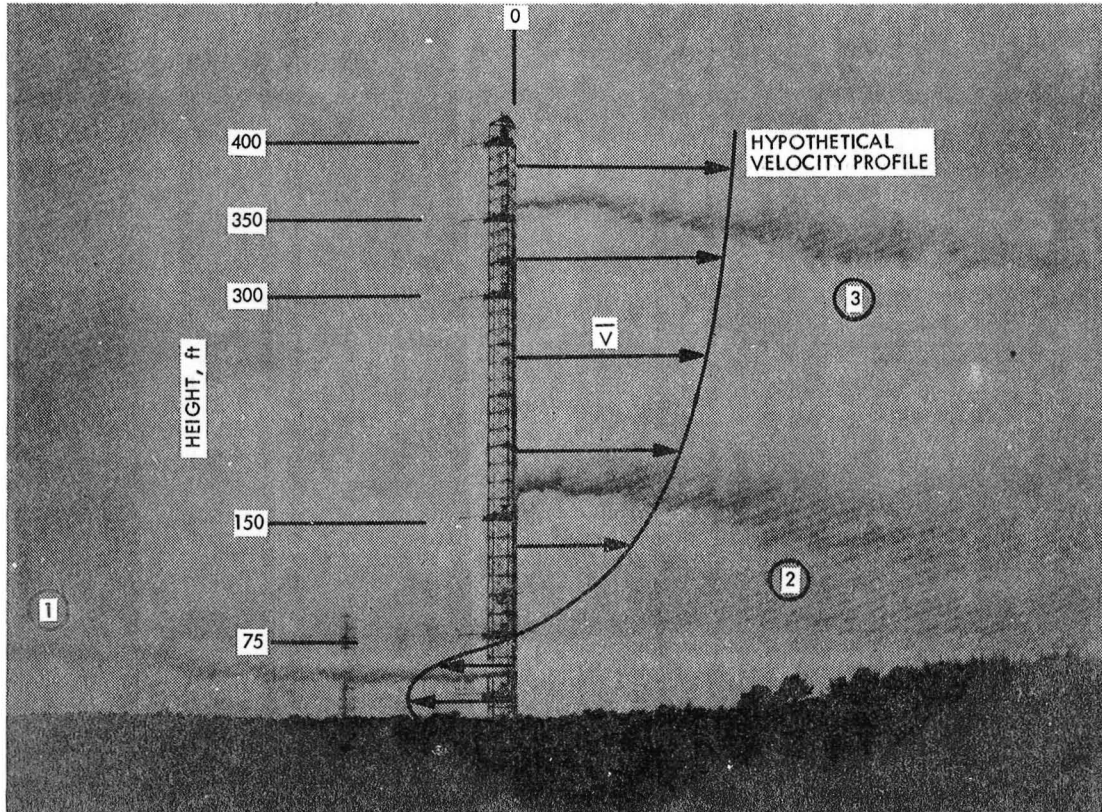 0
400
HYPOTHETICAL
VELOCITY PROFILE
350
300
3
V
HEIGHT, ft
150
2
1
75